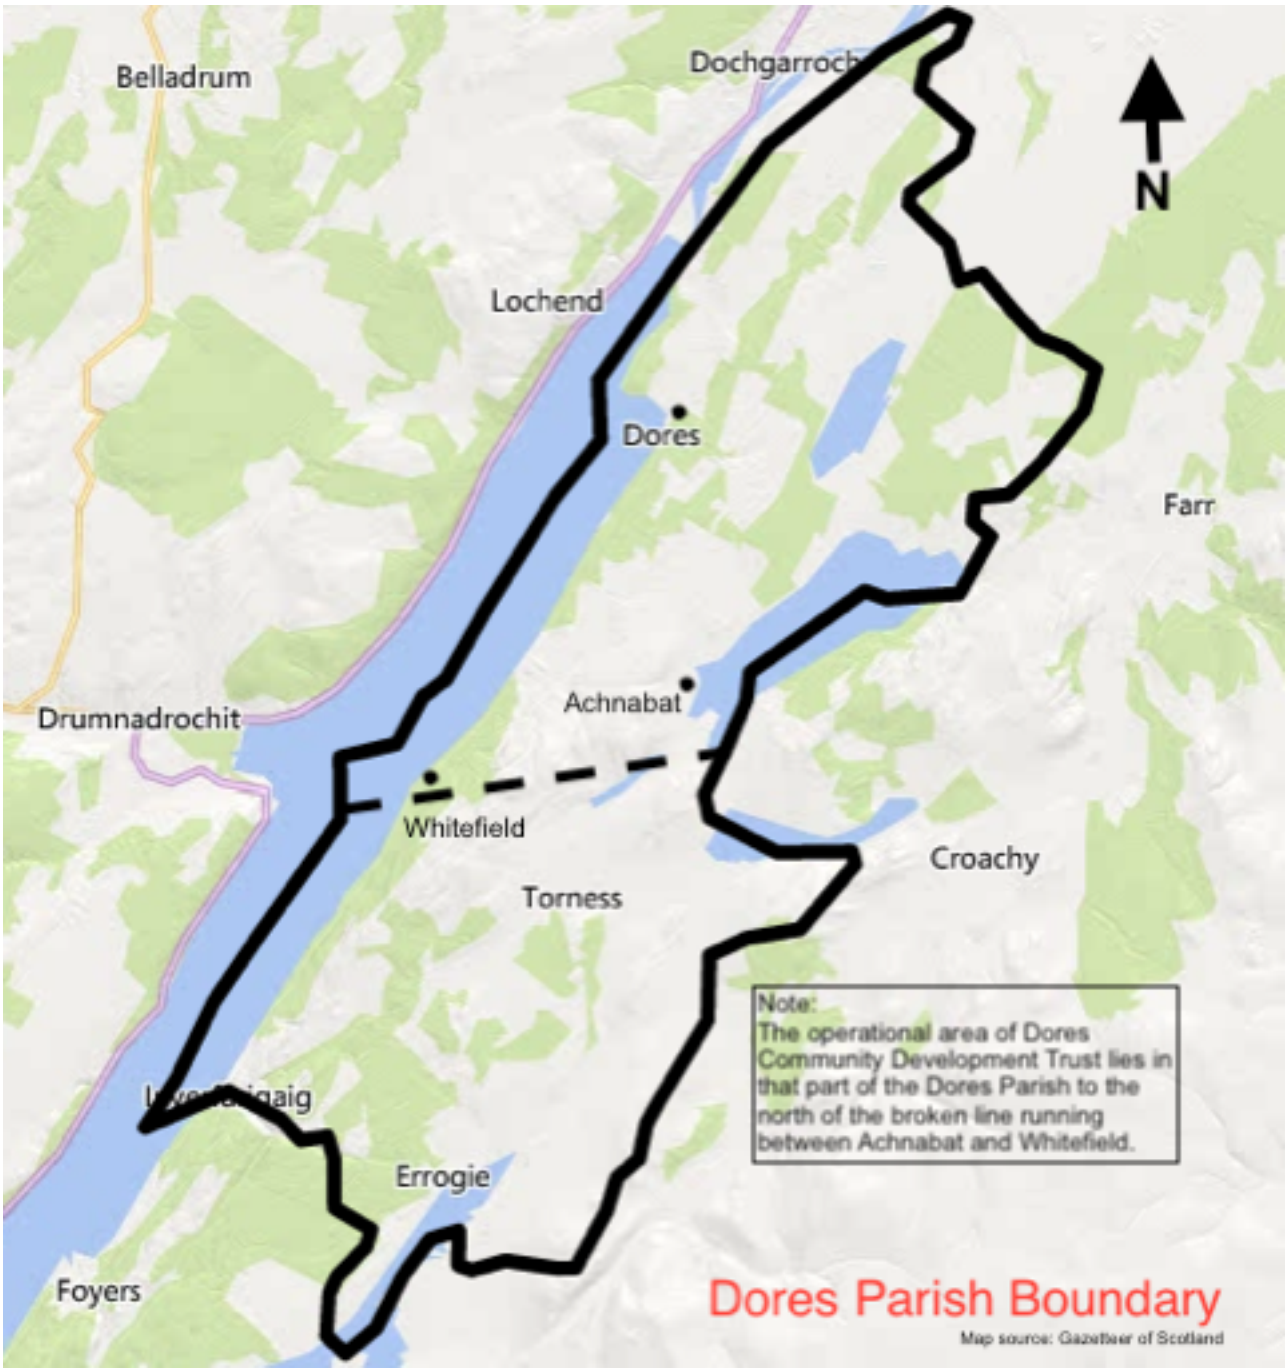 Belladrum
Dochgarroch
N
Lochend
Dores
Farr
Achnabat
Drumnadrochit
Whitefield
Croachy
Torness
Note:
The operational area of Dores
Community Development Trust lies in
that part of the Dores Parish to the
north of the broken line running
between Achnabat and Whitefield.
Inverfarigaig
Errogie
Foyers
Dores Parish Boundary
Map source: Gazetteer of Scotland